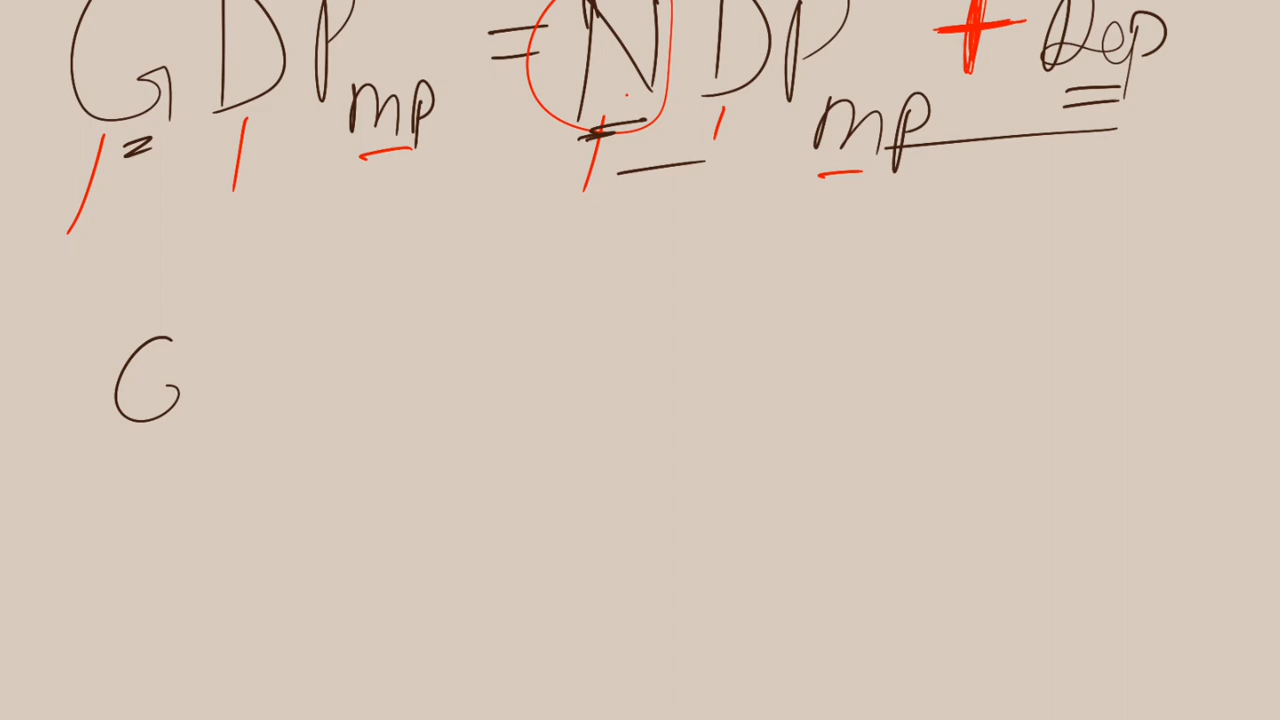 GDPmp = NDPmp + Dep
G